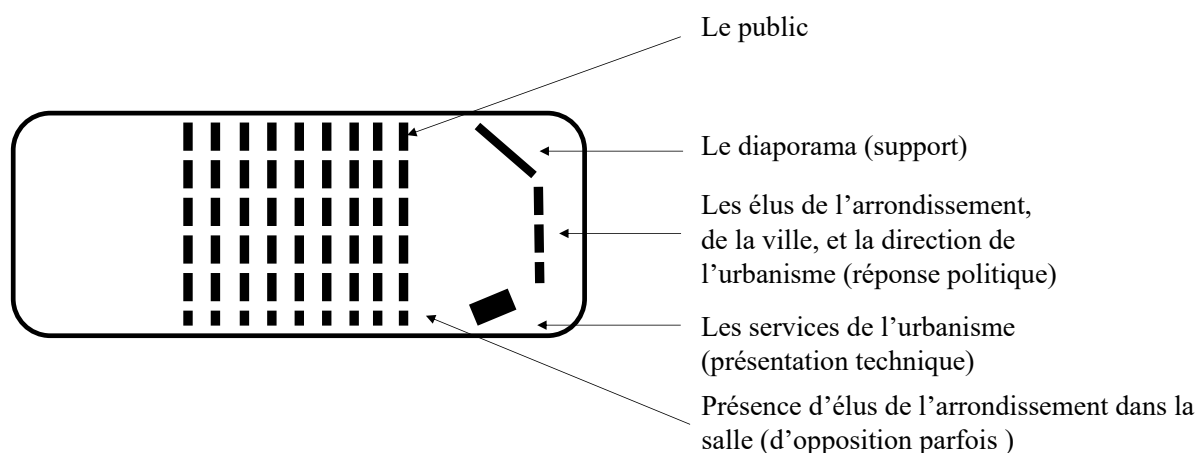 Le public
Le diaporama (support)
Les élus de l’arrondissement,
de la ville, et la direction de
l’urbanisme (réponse politique)
Les services de l’urbanisme
(présentation technique)
Présence d’élus de l’arrondissement dans la
salle (d’opposition parfois )